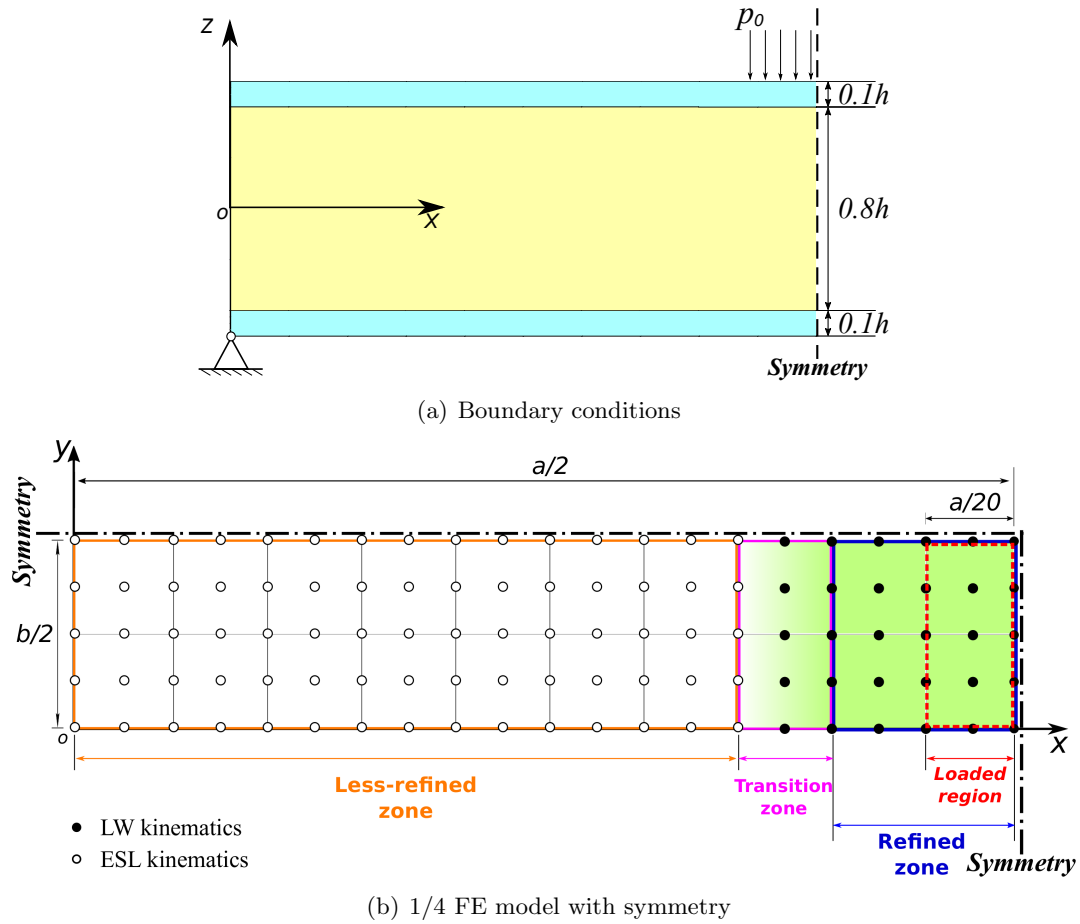 z
p₀
0.1h
0.8h
o
x
0.1h
Symmetry
(a) Boundary conditions
y
a/2
Symmetry
a/20
b/2
o
x
Less-refined
zone
Transition
zone
Loaded
region
LW kinematics
ESL kinematics
Refined
zone
Symmetry
(b) 1/4 FE model with symmetry